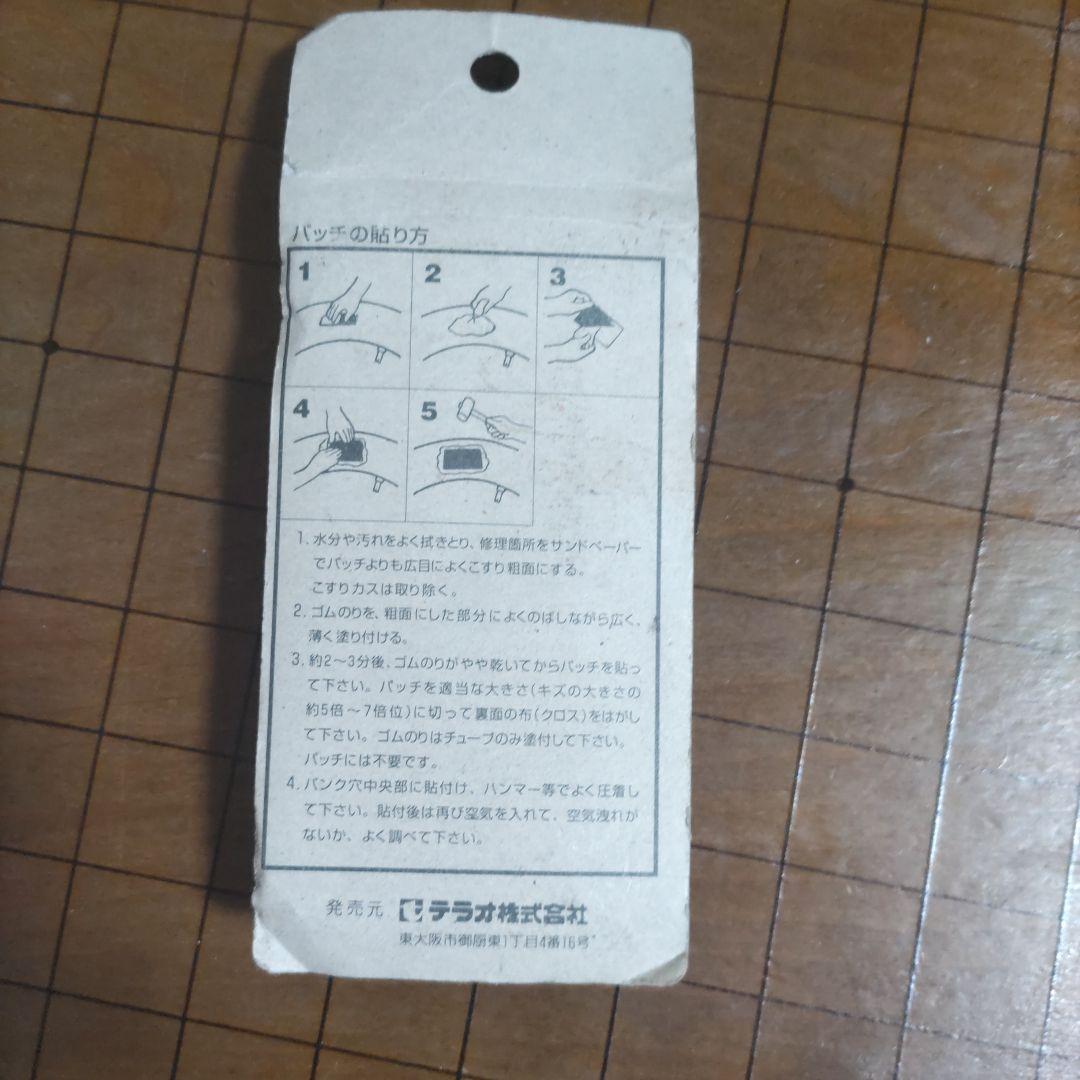 パッチの貼り方
1 2 3
4 5
1. 水分や汚れをよく拭きとり、修理箇所をサンドペーパー
でパッチよりも広目によくこすり粗面にする。
こすりカスは取り除く。
2. ゴムのりを、粗面にした部分によくのばしながら広く、
薄く塗り付ける。
3. 約2〜3分後、ゴムのりがやや乾いてからパッチを貼っ
て下さい。パッチを適当な大きさ(キズの大きさの
約5倍〜7倍位)に切って裏面の布(クロス)をはがし
て下さい。ゴムのりはチューブのみ塗付して下さい。
パッチには不要です。
4. パンク穴中央部に貼付け、ハンマー等でよく圧着し
て下さい。貼付後は再び空気を入れて、空気洩れが
ないか、よく調べて下さい。
発売元 テラオ株式会社
東大阪市御厨東1丁目4番16号